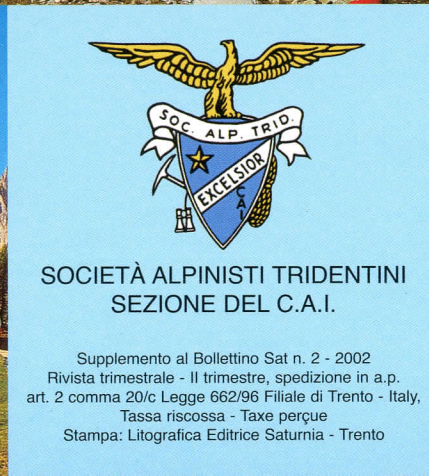 SOC. ALP. TRID.
EXCELSIOR
CAI
SOCIETÀ ALPINISTI TRIDENTINI
SEZIONE DEL C.A.I.
Supplemento al Bollettino Sat n. 2 - 2002
Rivista trimestrale - II trimestre, spedizione in a.p.
art. 2 comma 20/c Legge 662/96 Filiale di Trento - Italy,
Tassa riscossa - Taxe perçue
Stampa: Litografica Editrice Saturnia - Trento